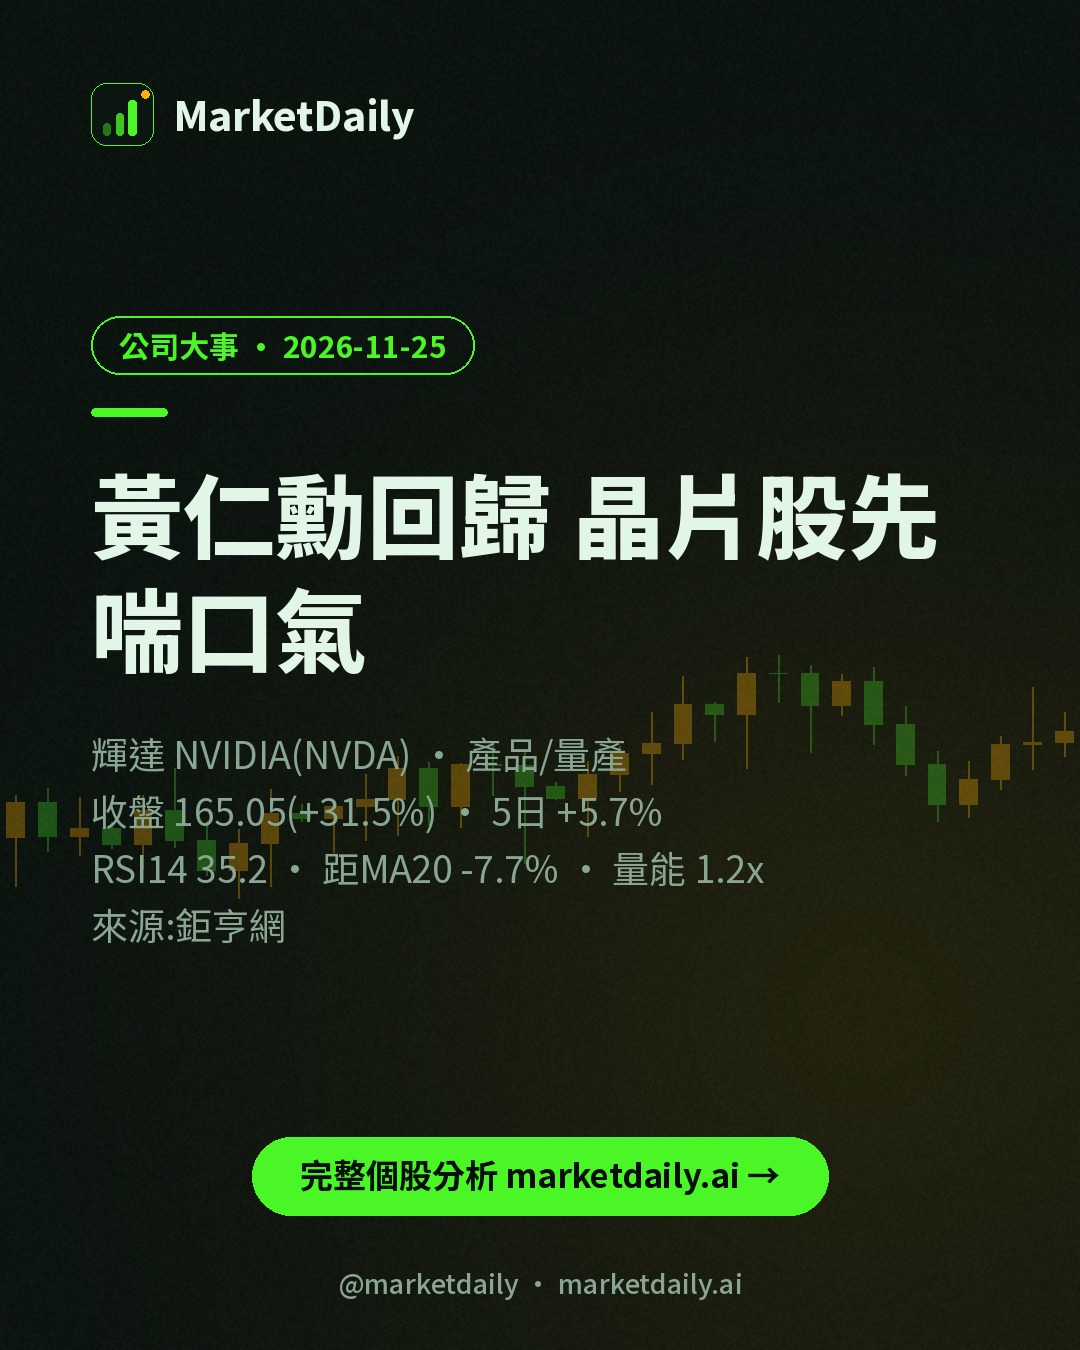 MarketDaily
公司大事 · 2026-11-25
黃仁勳回歸 晶片股先
喘口氣
輝達 NVIDIA(NVDA) · 產品/量產
收盤 165.05(+31.5%) · 5日 +5.7%
RSI14 35.2 · 距MA20 -7.7% · 量能 1.2x
來源:鉅亨網
完整個股分析 marketdaily.ai →
@marketdaily · marketdaily.ai